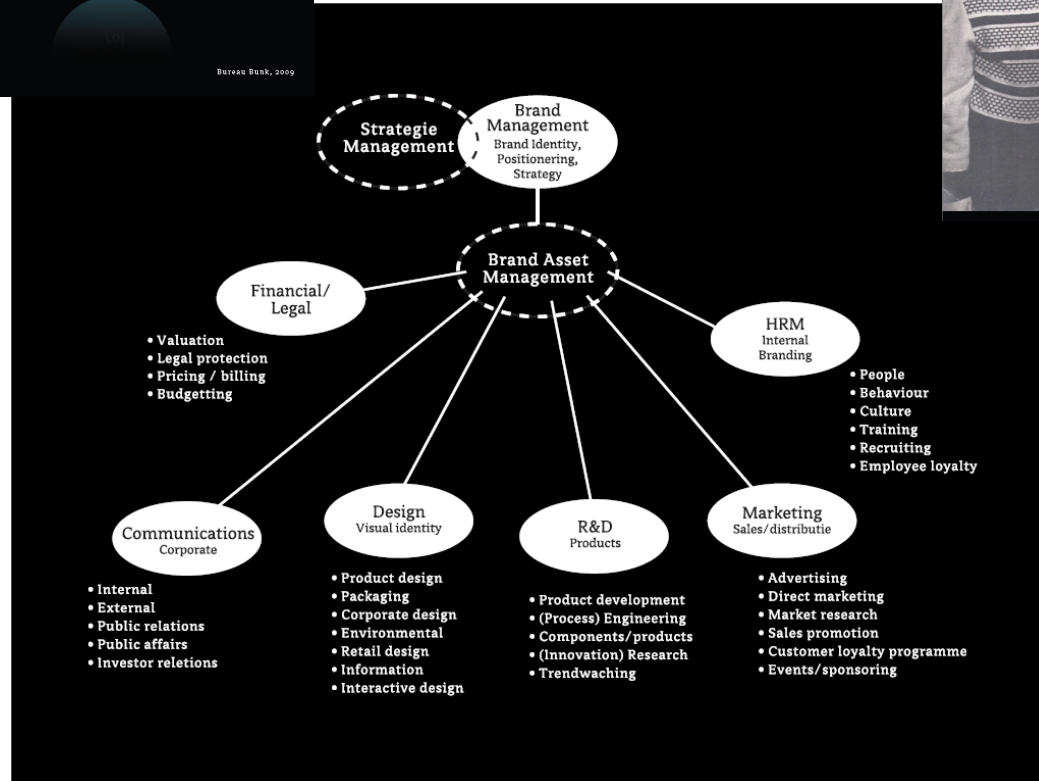 Bureau Bunk, 2009
Strategie
Management
Brand
Management
Brand Identity,
Positionering,
Strategy
Brand Asset
Management
Financial/
Legal
• Valuation
• Legal protection
• Pricing / billing
• Budgetting
HRM
Internal
Branding
• People
• Behaviour
• Culture
• Training
• Recruiting
• Employee loyalty
Communications
Corporate
• Internal
• External
• Public relations
• Public affairs
• Investor reletions
Design
Visual identity
• Product design
• Packaging
• Corporate design
• Environmental
• Retail design
• Information
• Interactive design
R&D
Products
• Product development
• (Process) Engineering
• Components/products
• (Innovation) Research
• Trendwaching
Marketing
Sales/distributie
• Advertising
• Direct marketing
• Market research
• Sales promotion
• Customer loyalty programme
• Events/sponsoring